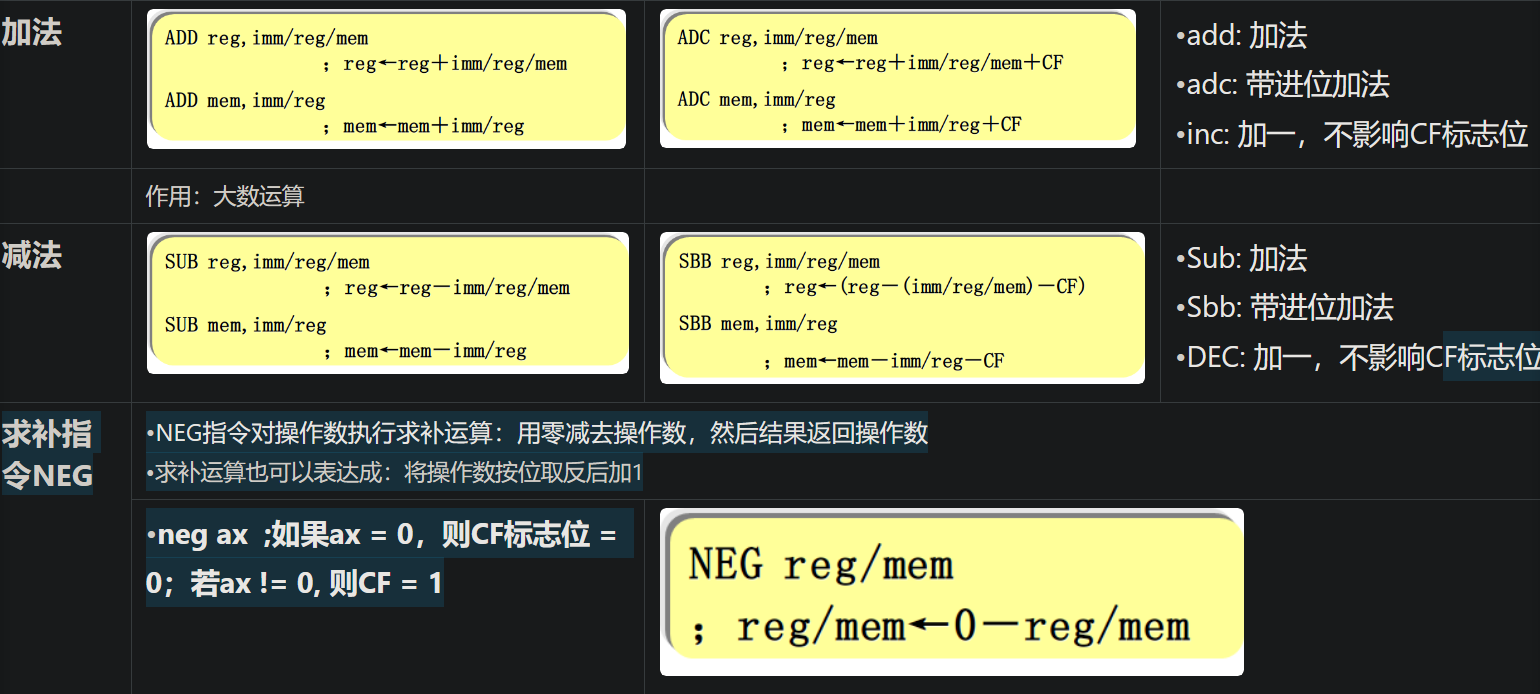 加法
ADD reg,imm/reg/mem
；reg←reg＋imm/reg/mem
ADD mem,imm/reg
；mem←mem＋imm/reg
ADC reg,imm/reg/mem
；reg←reg＋imm/reg/mem＋CF
ADC mem,imm/reg
；mem←mem＋imm/reg＋CF
•add: 加法
•adc: 带进位加法
•inc: 加一，不影响CF标志位
作用：大数运算
减法
SUB reg,imm/reg/mem
；reg←reg－imm/reg/mem
SUB mem,imm/reg
；mem←mem－imm/reg
SBB reg,imm/reg/mem
；reg←(reg－(imm/reg/mem)－CF)
SBB mem,imm/reg
；mem←mem－imm/reg－CF
•Sub: 加法
•Sbb: 带进位加法
•DEC: 加一，不影响CF标志位
求补指
令NEG
•NEG指令对操作数执行求补运算：用零减去操作数，然后结果返回操作数
•求补运算也可以表达成：将操作数按位取反后加1
•neg ax  ;如果ax = 0，则CF标志位 =
0；若ax != 0, 则CF = 1
NEG reg/mem
；reg/mem←0－reg/mem